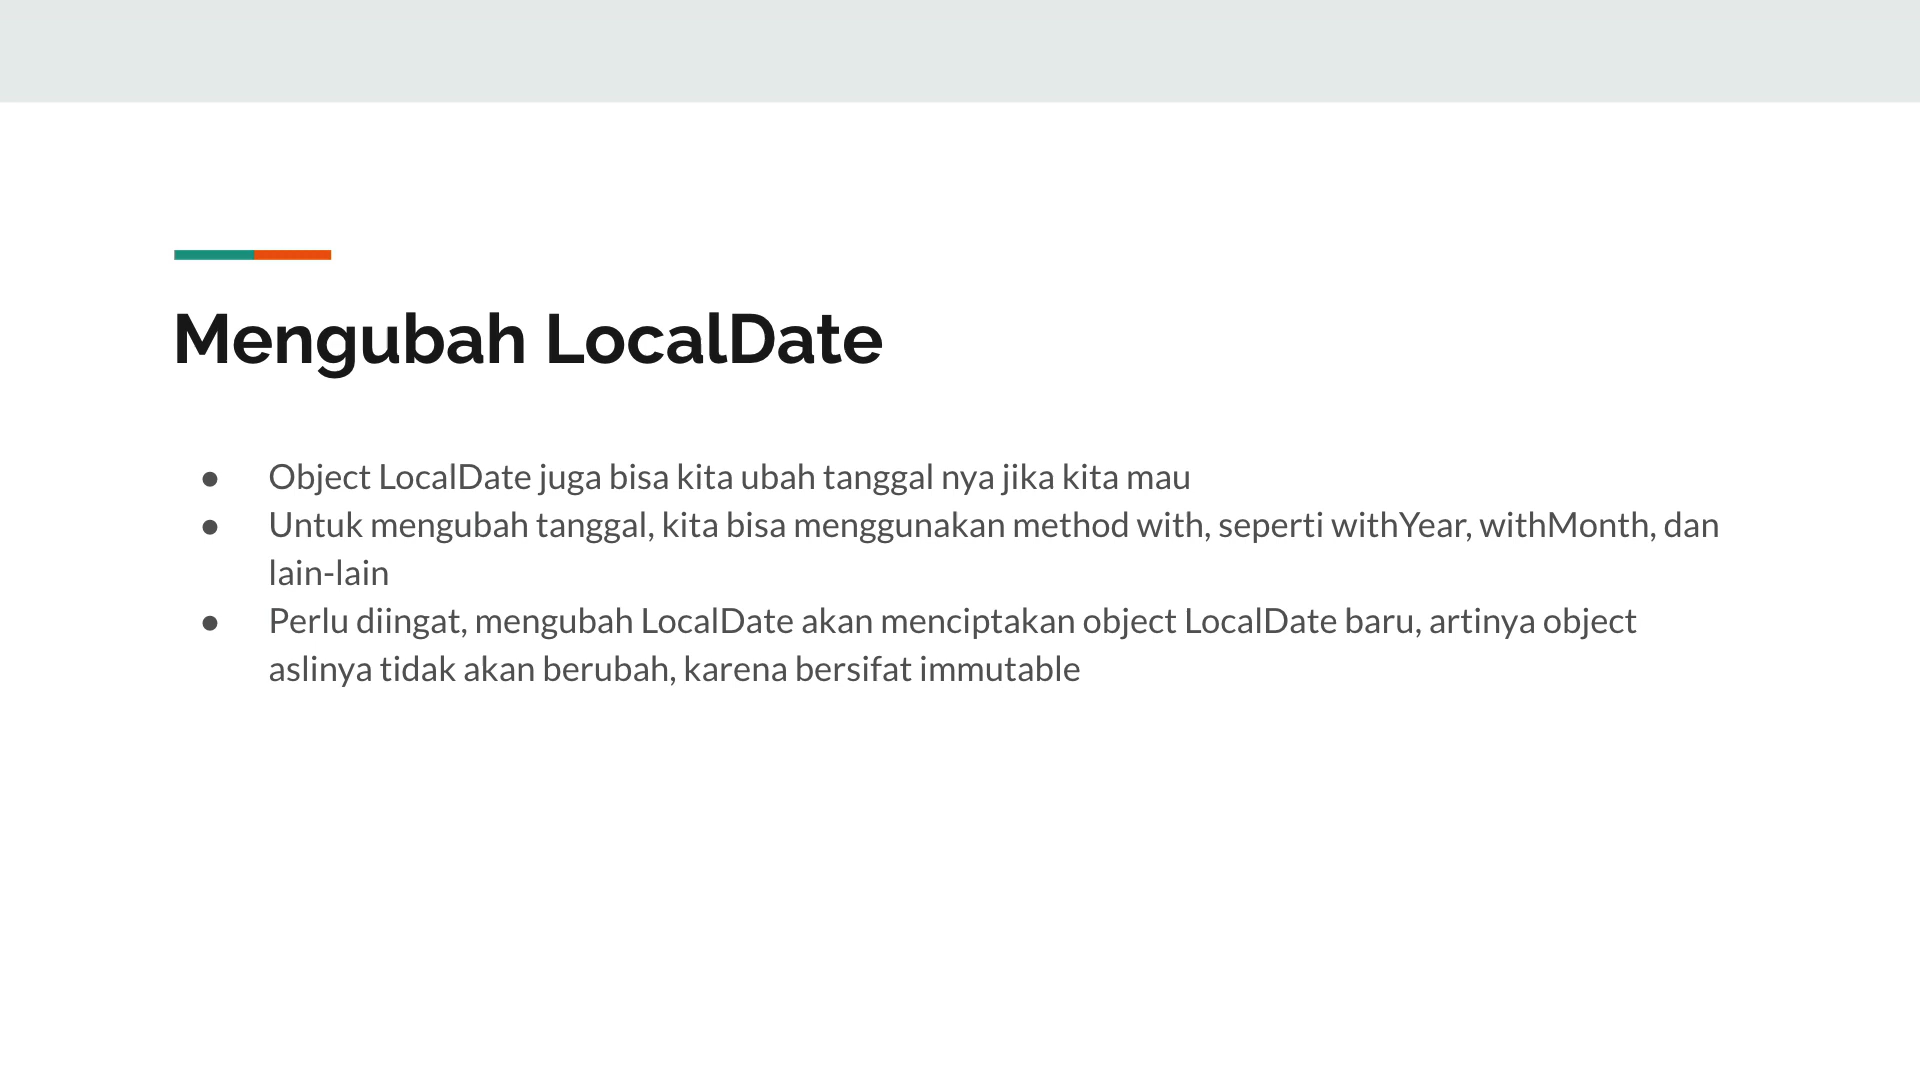 Mengubah LocalDate
● Object LocalDate juga bisa kita ubah tanggal nya jika kita mau
● Untuk mengubah tanggal, kita bisa menggunakan method with, seperti withYear, withMonth, dan
lain-lain
● Perlu diingat, mengubah LocalDate akan menciptakan object LocalDate baru, artinya object
aslinya tidak akan berubah, karena bersifat immutable